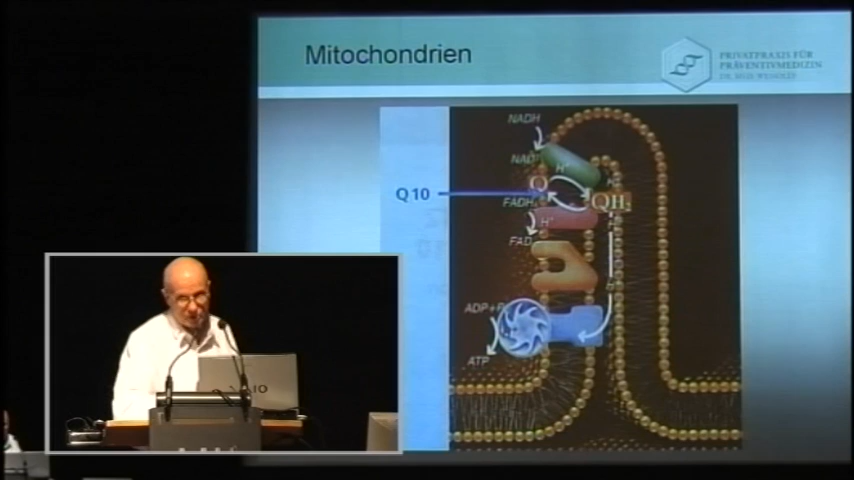 Mitochondrien
PRIVATPRAXIS FÜR
PRÄVENTIVMEDIZIN
NADH
NAD
H⁺
Q
Q10
QH₂
FADH₂
H⁺
FAD
ADP+P
ATP
VAIO